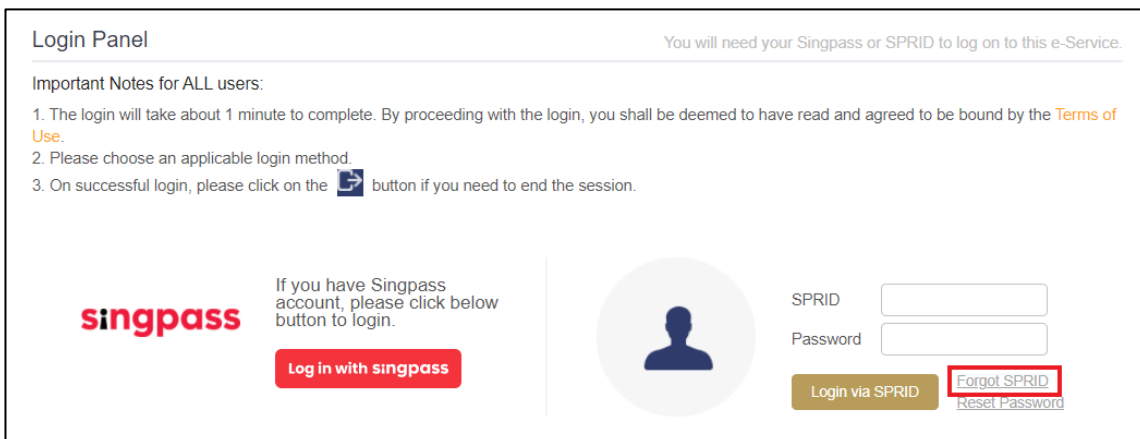 Login Panel
You will need your Singpass or SPRID to log on to this e-Service.
Important Notes for ALL users:
1. The login will take about 1 minute to complete. By proceeding with the login, you shall be deemed to have read and agreed to be bound by the Terms of
Use.
2. Please choose an applicable login method.
3. On successful login, please click on the button if you need to end the session.
singpass
If you have Singpass
account, please click below
button to login.
Log in with singpass
SPRID
Password
Login via SPRID
Forgot SPRID
Reset Password